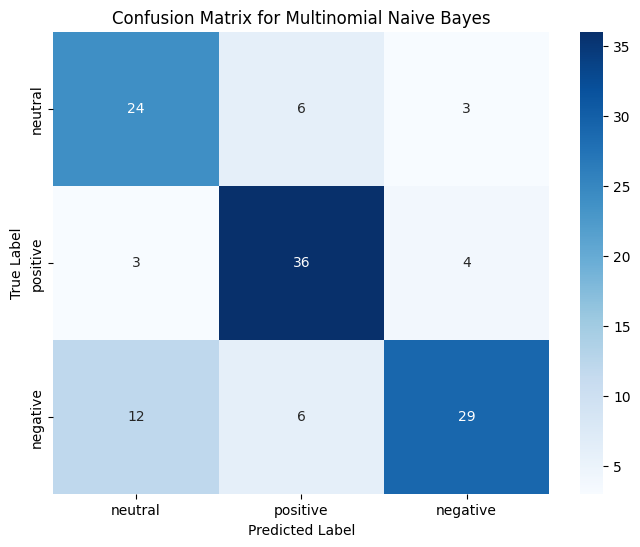 Confusion Matrix for Multinomial Naive Bayes
True Label
neutral
24 6 3
positive
3 36 4
negative
12 6 29
neutral positive negative
Predicted Label
35
30
25
20
15
10
5